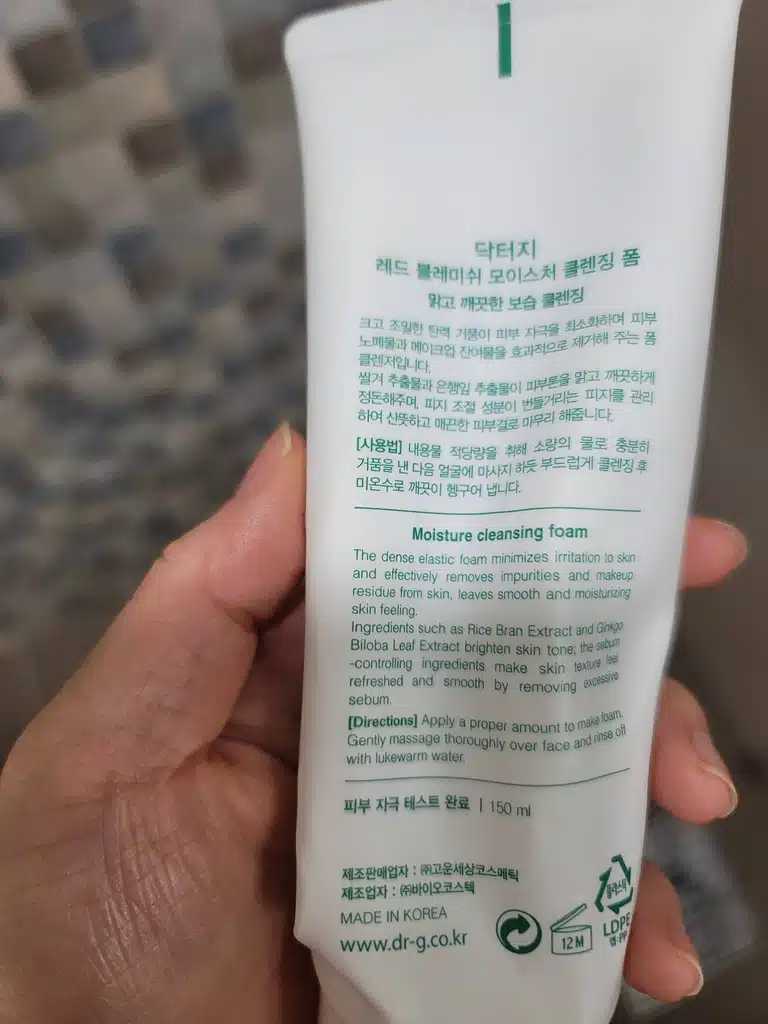 닥터지
레드 블레미쉬 모이스처 클렌징 폼
맑고 깨끗한 보습 클렌징
크고 조밀한 탄력 거품이 피부 자극을 최소화하며 피부
노폐물과 메이크업 잔여물을 효과적으로 제거해 주는 폼
클렌저입니다.
쌀겨 추출물과 은행잎 추출물이 피부톤을 맑고 깨끗하게
정돈해주며, 피지 조절 성분이 번들거리는 피지를 관리
하여 산뜻하고 매끈한 피부결로 마무리 해줍니다.
[사용법] 내용물 적당량을 취해 소량의 물로 충분히
거품을 낸 다음 얼굴에 마사지 하듯 부드럽게 클렌징 후
미온수로 깨끗이 헹구어 냅니다.
Moisture cleansing foam
The dense elastic foam minimizes irritation to skin
and effectively removes impurities and makeup
residue from skin, leaves smooth and moisturizing
skin feeling.
Ingredients such as Rice Bran Extract and Ginkgo
Biloba Leaf Extract brighten skin tone; the sebum
-controlling ingredients make skin texture feel
refreshed and smooth by removing excessive
sebum.
[Directions] Apply a proper amount to make foam.
Gently massage thoroughly over face and rinse off
with lukewarm water.
피부 자극 테스트 완료 | 150 ml
제조판매업자 : ㈜고운세상코스메틱
제조업자 : ㈜바이오코스텍
MADE IN KOREA
www.dr-g.co.kr
12M
플라스틱
LDPE
캡:PP